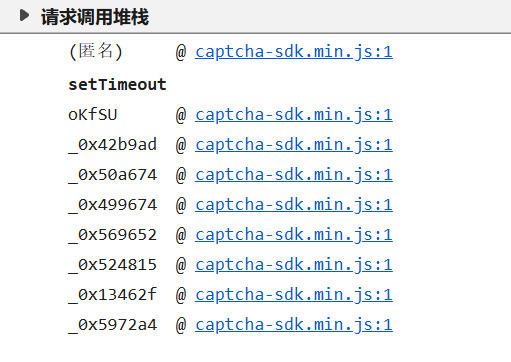 请求调用堆栈
(匿名) @ captcha-sdk.min.js:1
setTimeout
oKfSU @ captcha-sdk.min.js:1
_0x42b9ad @ captcha-sdk.min.js:1
_0x50a674 @ captcha-sdk.min.js:1
_0x499674 @ captcha-sdk.min.js:1
_0x569652 @ captcha-sdk.min.js:1
_0x524815 @ captcha-sdk.min.js:1
_0x13462f @ captcha-sdk.min.js:1
_0x5972a4 @ captcha-sdk.min.js:1